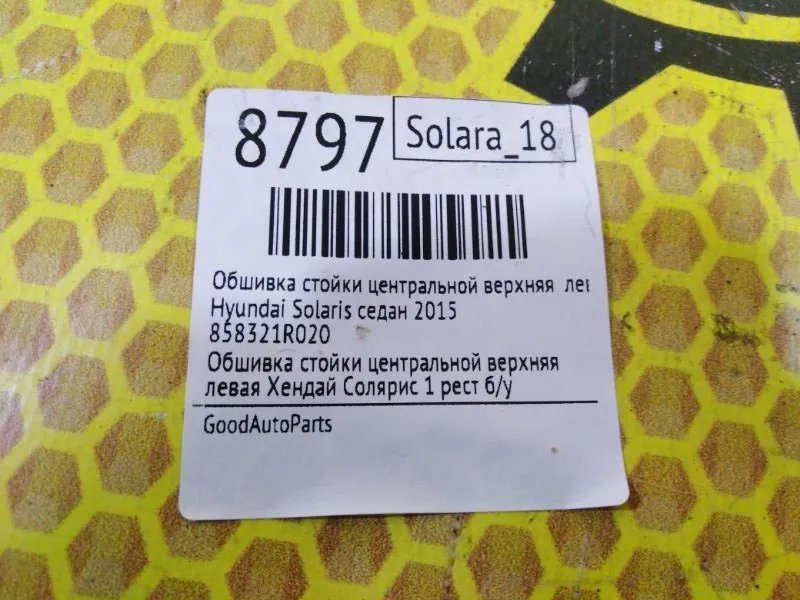 8797
Solara_18
Обшивка стойки центральной верхняя лев
Hyundai Solaris седан 2015
858321R020
Обшивка стойки центральной верхняя
левая Хендай Солярис 1 рест б/у
GoodAutoParts